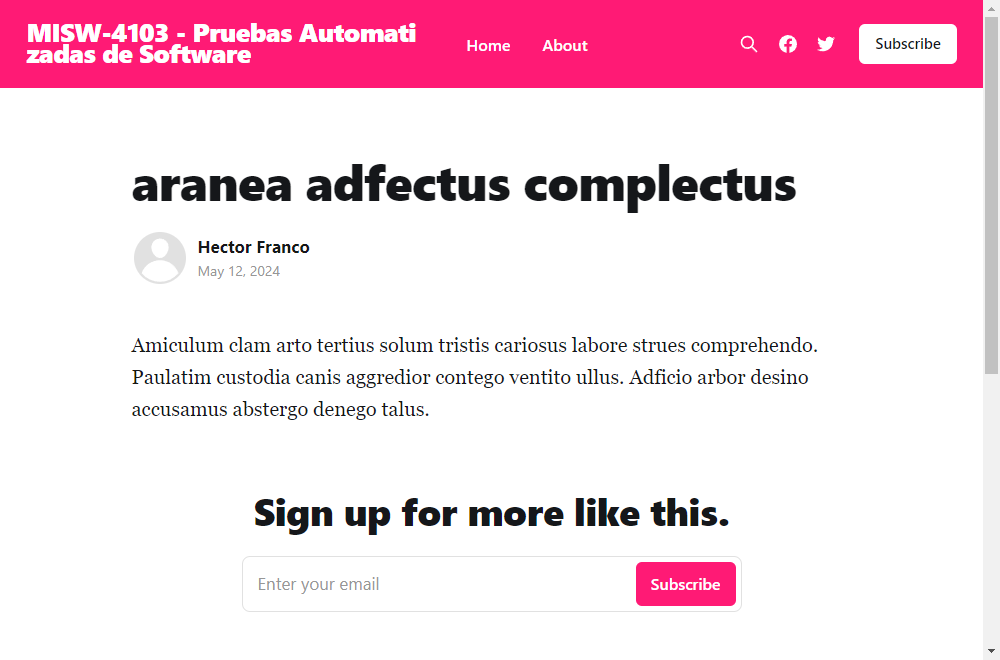 MISW-4103 - Pruebas Automati
zadas de Software
Home
About
Subscribe
aranea adfectus complectus
Hector Franco
May 12, 2024
Amiculum clam arto tertius solum tristis cariosus labore strues comprehendo.
Paulatim custodia canis aggredior contego ventito ullus. Adficio arbor desino
accusamus abstergo denego talus.
Sign up for more like this.
Enter your email
Subscribe